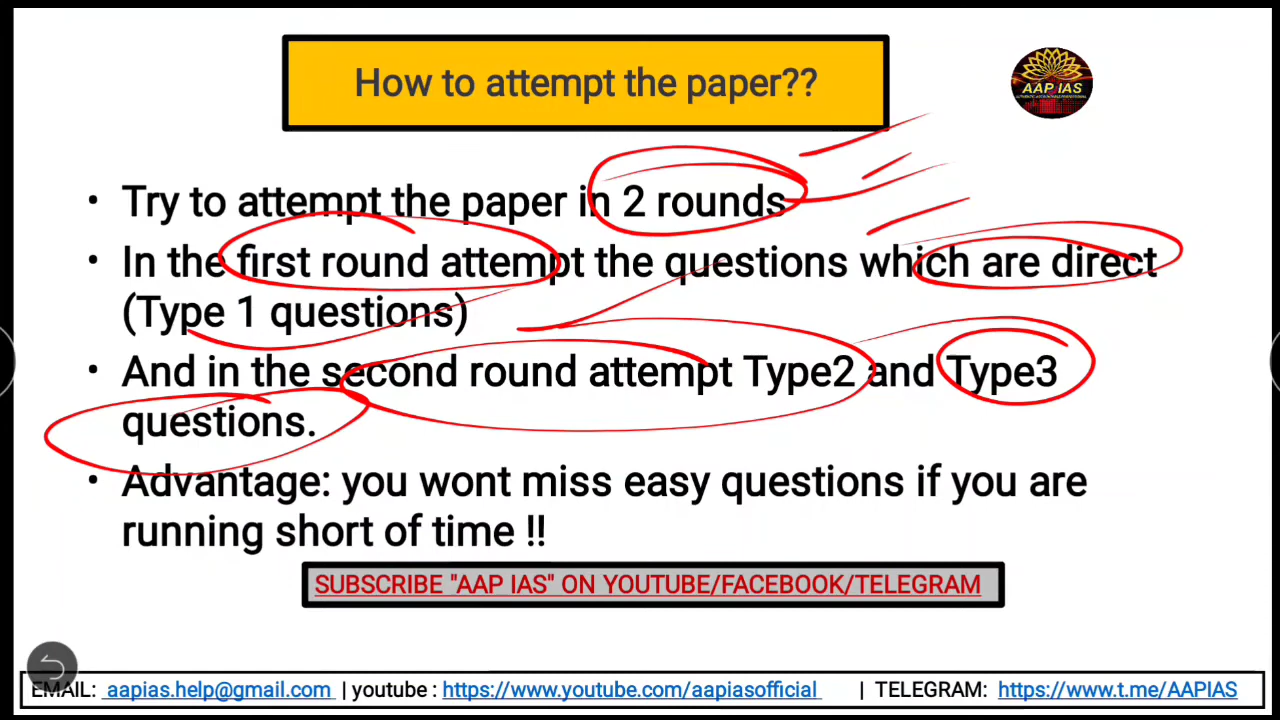 How to attempt the paper??
AAP IAS
• Try to attempt the paper in 2 rounds
• In the first round attempt the questions which are direct
(Type 1 questions)
• And in the second round attempt Type2 and Type3
questions.
• Advantage: you wont miss easy questions if you are
running short of time !!
SUBSCRIBE "AAP IAS" ON YOUTUBE/FACEBOOK/TELEGRAM
EMAIL: aapias.help@gmail.com | youtube : https://www.youtube.com/aapiasofficial | TELEGRAM: https://www.t.me/AAPIAS